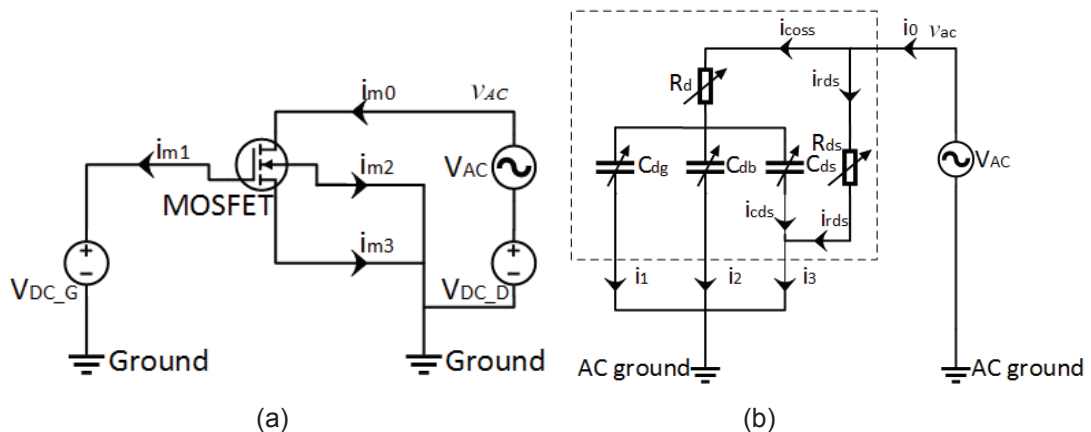 im0
vAC
im1
im2
VAC
MOSFET
im3
VDC_G
VDC_D
Ground
Ground
(a)
icoss
i0
vac
Rd
irds
Rds
Cdg
Cdb
Cds
VAC
icds
irds
i1
i2
i3
AC ground
AC ground
(b)